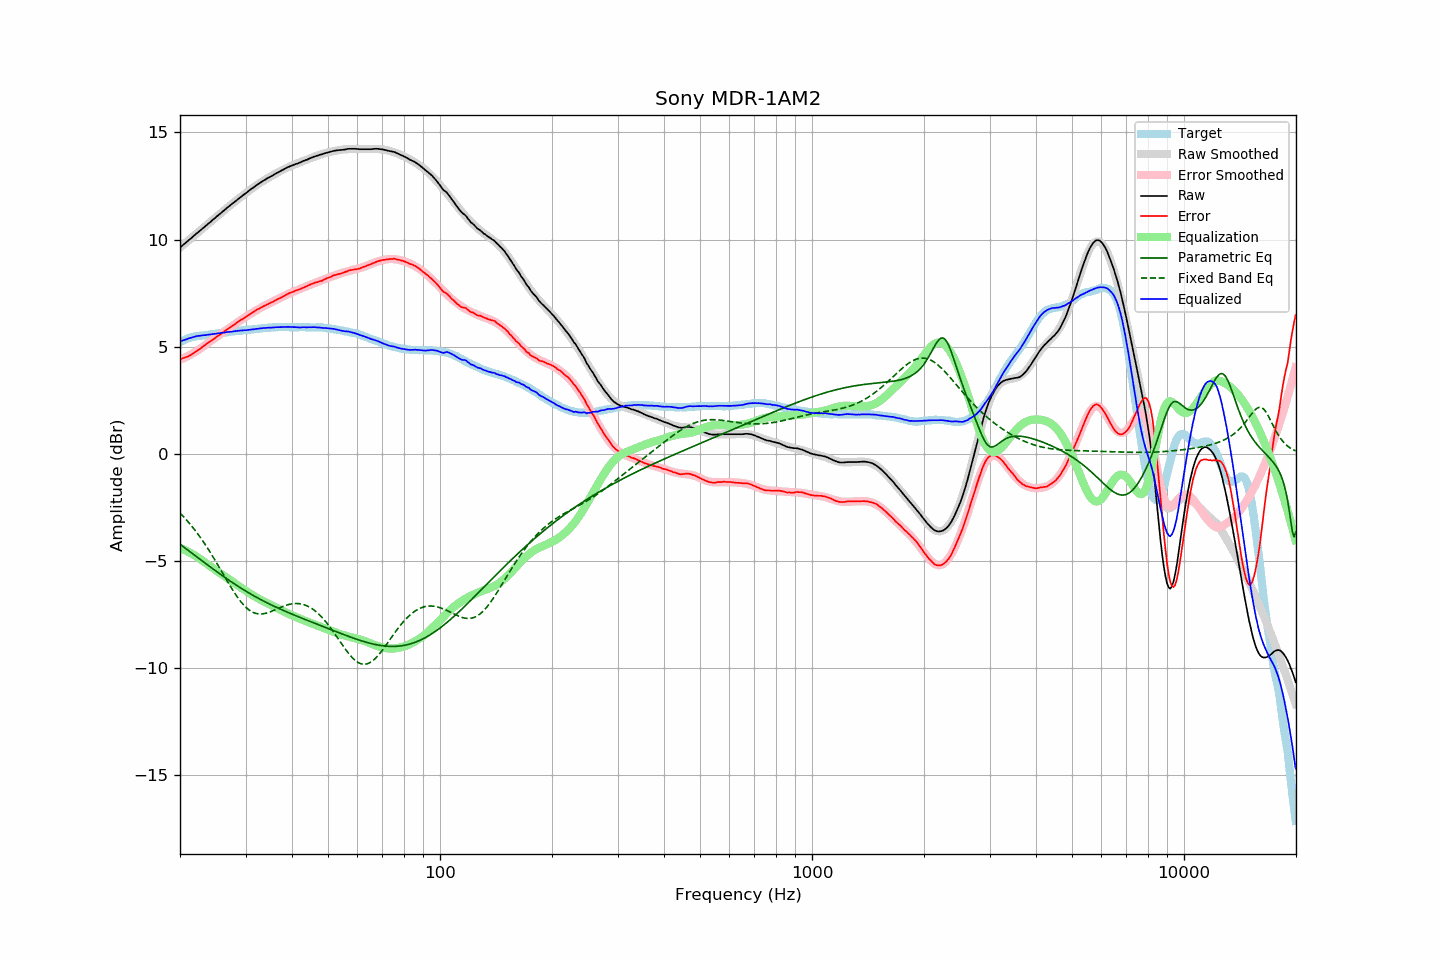 Sony MDR-1AM2
15
10
5
0
−5
−10
−15
Amplitude (dBr)
Target
Raw Smoothed
Error Smoothed
Raw
Error
Equalization
Parametric Eq
Fixed Band Eq
Equalized
100
1000
10000
Frequency (Hz)